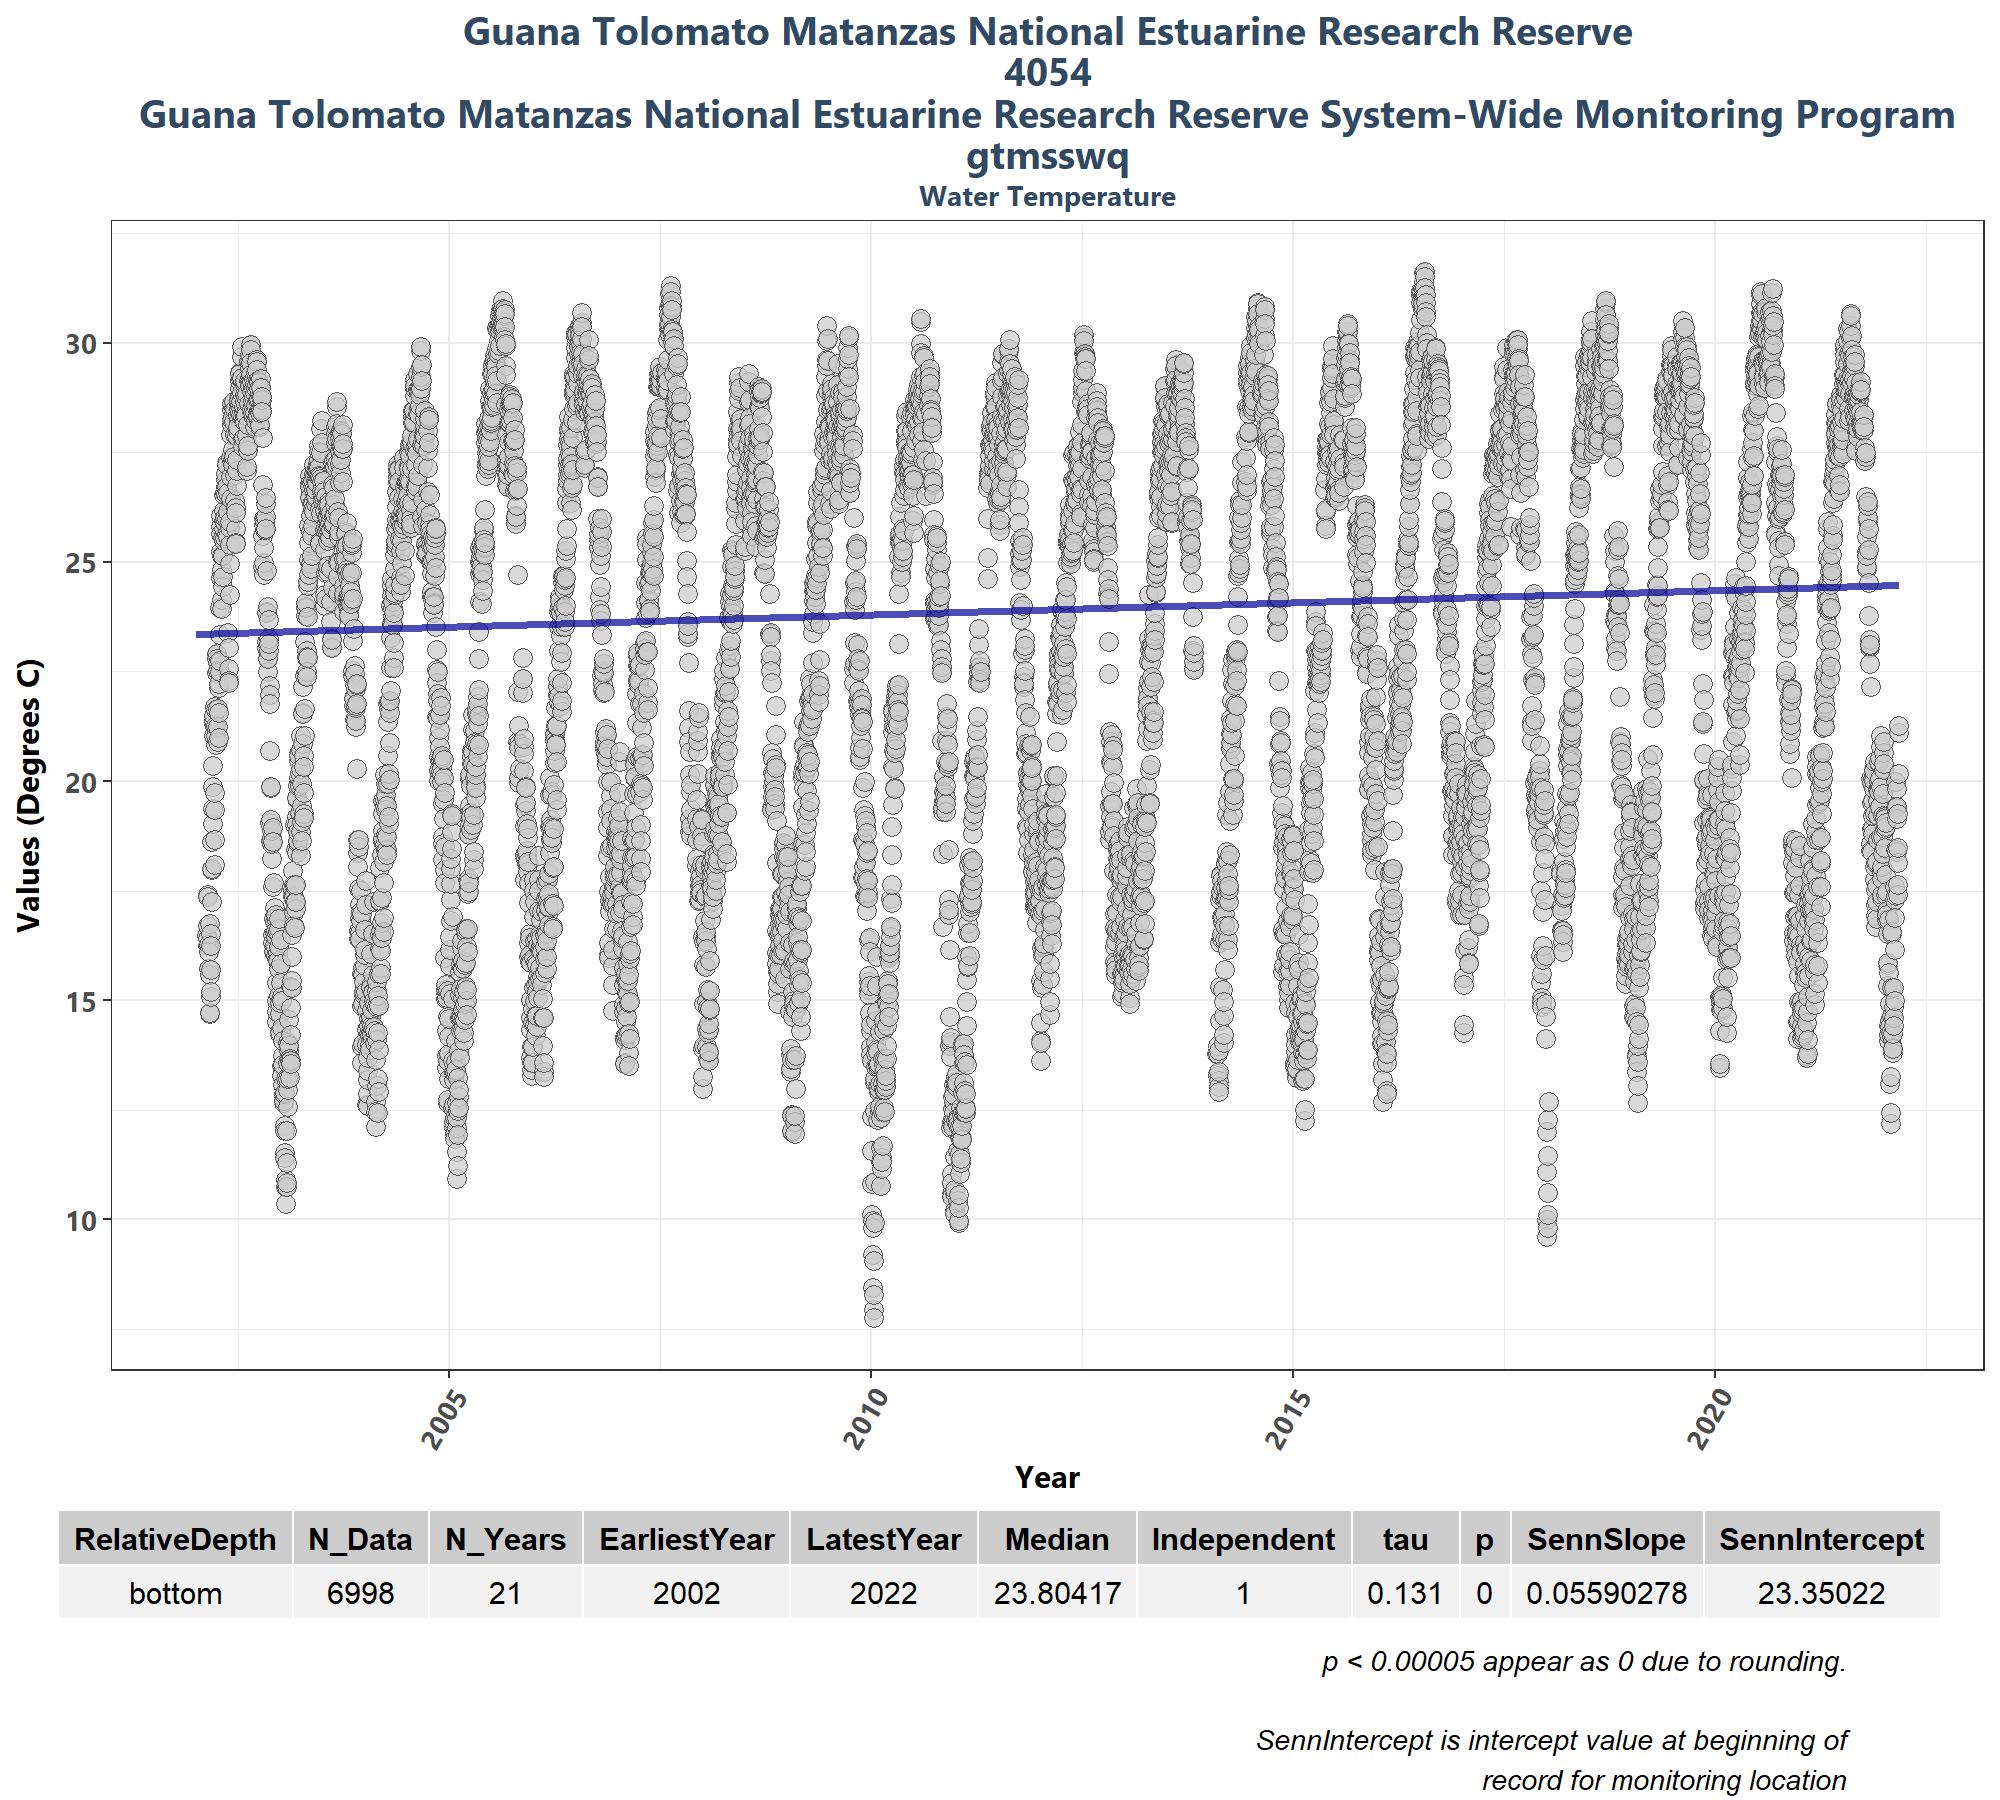 Guana Tolomato Matanzas National Estuarine Research Reserve
4054
Guana Tolomato Matanzas National Estuarine Research Reserve System-Wide Monitoring Program
gtmsswq
Water Temperature
Values (Degrees C)
30
25
20
15
10
2005
2010
2015
2020
Year
RelativeDepth N_Data N_Years EarliestYear LatestYear Median Independent tau p SennSlope SennIntercept
bottom 6998 21 2002 2022 23.80417 1 0.131 0 0.05590278 23.35022
p < 0.00005 appear as 0 due to rounding.
SennIntercept is intercept value at beginning of
record for monitoring location